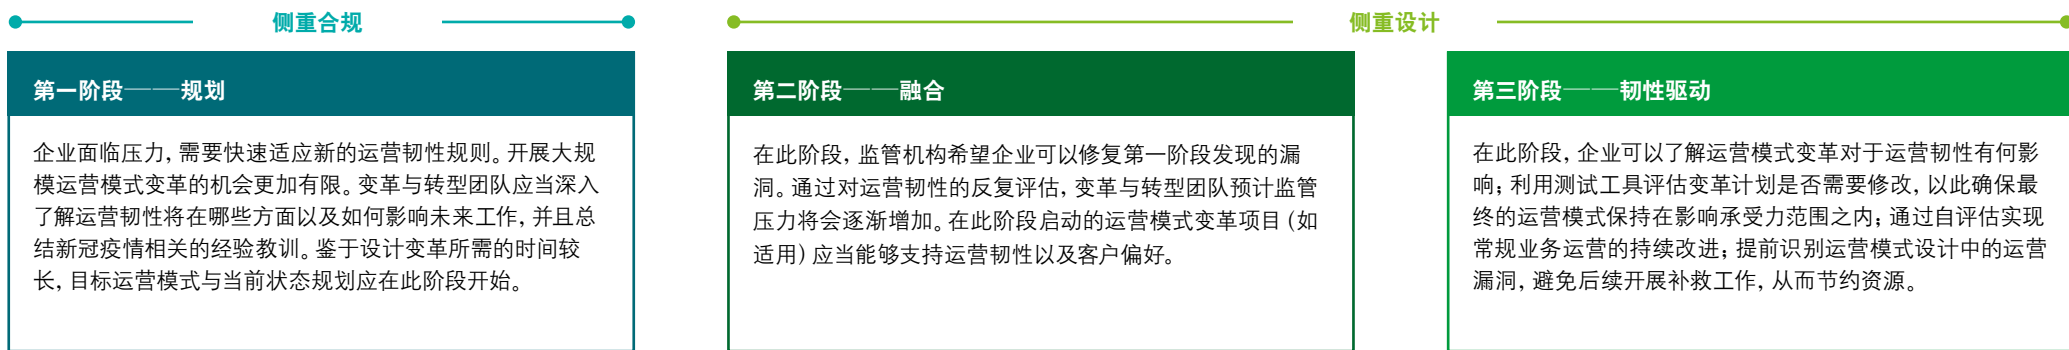 侧重合规
侧重设计
第一阶段——规划
企业面临压力，需要快速适应新的运营韧性规则。开展大规
模运营模式变革的机会更加有限。变革与转型团队应当深入
了解运营韧性将在哪些方面以及如何影响未来工作，并且总
结新冠疫情相关的经验教训。鉴于设计变革所需的时间较
长，目标运营模式与当前状态规划应在此阶段开始。
第二阶段——融合
在此阶段，监管机构希望企业可以修复第一阶段发现的漏
洞。通过对运营韧性的反复评估，变革与转型团队预计监管
压力将会逐渐增加。在此阶段启动的运营模式变革项目（如
适用）应当能够支持运营韧性以及客户偏好。
第三阶段——韧性驱动
在此阶段，企业可以了解运营模式变革对于运营韧性有何影
响；利用测试工具评估变革计划是否需要修改，以此确保最
终的运营模式保持在影响承受力范围之内；通过自评估实现
常规业务运营的持续改进；提前识别运营模式设计中的运营
漏洞，避免后续开展补救工作，从而节约资源。